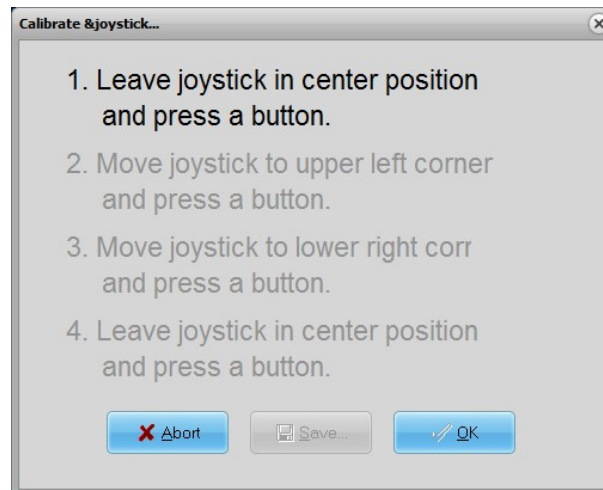 Calibrate &joystick...
1. Leave joystick in center position
and press a button.
2. Move joystick to upper left corner
and press a button.
3. Move joystick to lower right corr
and press a button.
4. Leave joystick in center position
and press a button.
Abort
Save...
OK